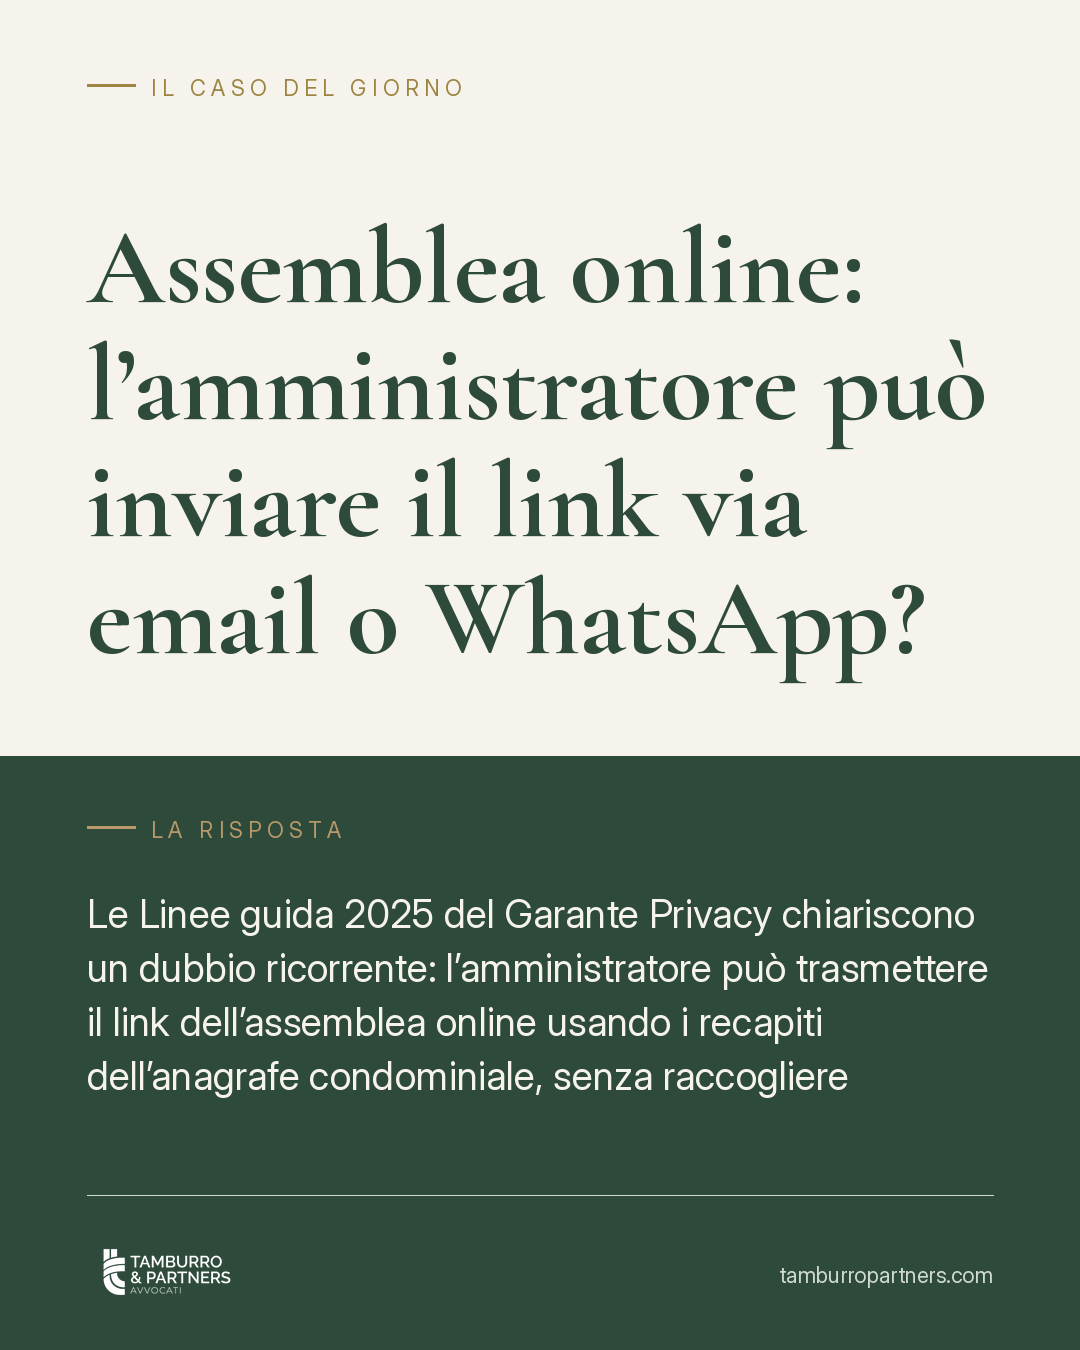 IL CASO DEL GIORNO
Assemblea online:
l’amministratore può
inviare il link via
email o WhatsApp?
LA RISPOSTA
Le Linee guida 2025 del Garante Privacy chiariscono
un dubbio ricorrente: l’amministratore può trasmettere
il link dell’assemblea online usando i recapiti
dell’anagrafe condominiale, senza raccogliere
TAMBURRO
& PARTNERS
AVVOCATI
tamburropartners.com